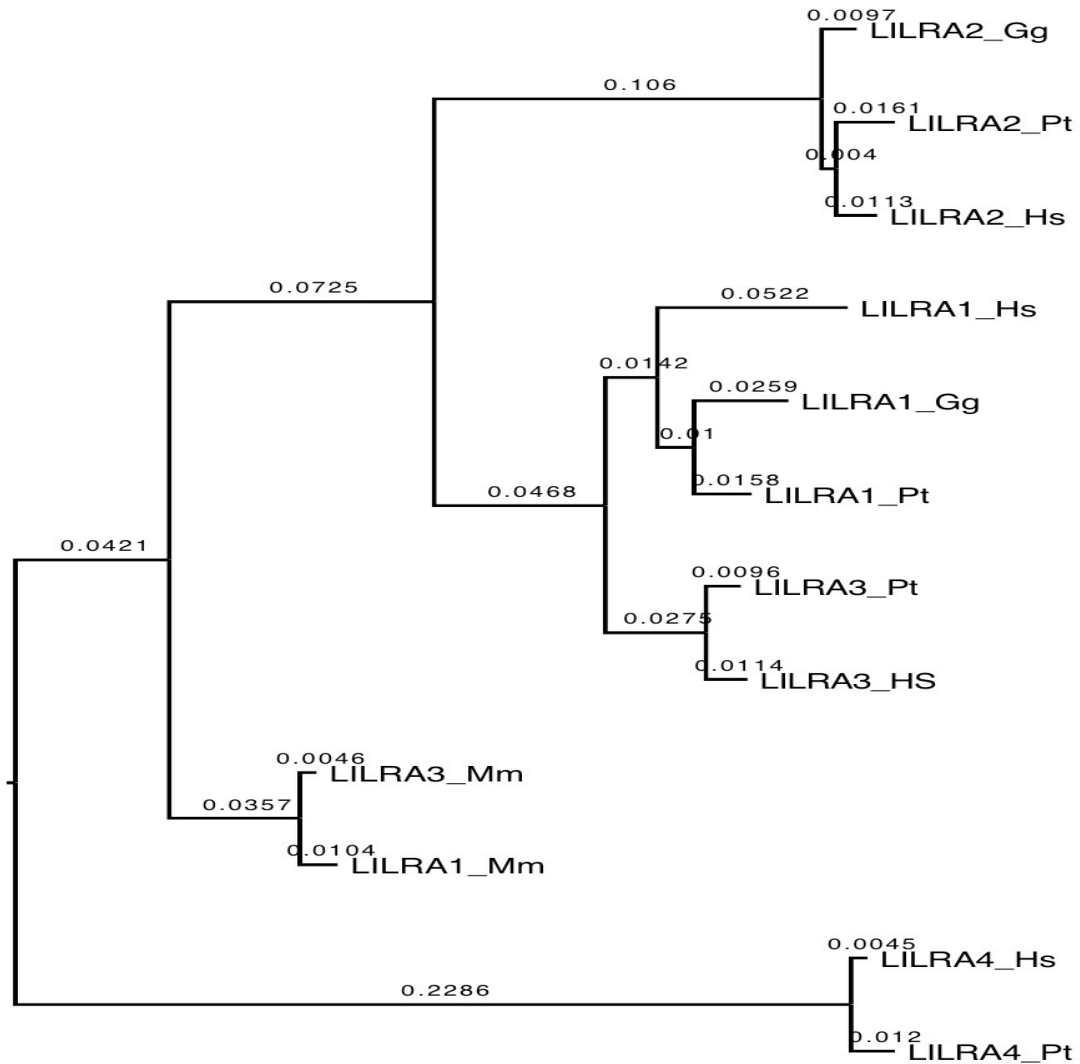 0.0097
LILRA2_Gg
0.106
0.0161
LILRA2_Pt
0.004
0.0113
LILRA2_Hs
0.0725
0.0522
LILRA1_Hs
0.0142
0.0259
LILRA1_Gg
0.01
0.0158
LILRA1_Pt
0.0468
0.0421
0.0096
LILRA3_Pt
0.0275
0.0114
LILRA3_HS
0.0046
LILRA3_Mm
0.0357
0.0104
LILRA1_Mm
0.0045
LILRA4_Hs
0.2286
0.012
LILRA4_Pt